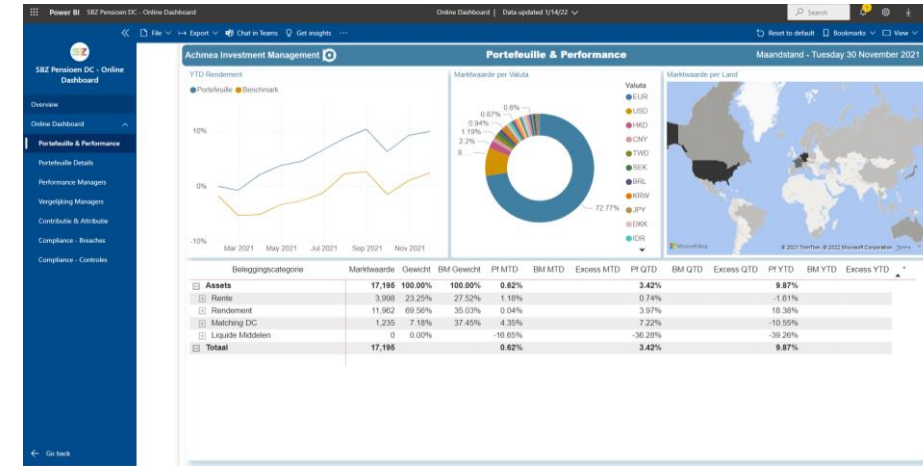 Power BI SBZ Pensioen DC - Online Dashboard
Online Dashboard | Data updated 1/14/22
Search
File Export Chat in Teams Get insights ...
Reset to default Bookmarks View
SBZ
SBZ Pensioen DC - Online
Dashboard
Overview
Online Dashboard
Portefeuille & Performance
Portefeuille Details
Performance Managers
Vergelijking Managers
Contributie & Attributie
Compliance - Breaches
Compliance - Controles
Go back
Achmea Investment Management
Portefeuille & Performance
Maandstand - Tuesday 30 November 2021
YTD Rendement
Portefeuille Benchmark
10%
0%
-10%
Mar 2021 May 2021 Jul 2021 Sep 2021 Nov 2021
Marktwaarde per Valuta
0.6%
0.87%
0.94%
1.19%
2.2%
8...
72.77%
Valuta
EUR
USD
HKD
CNY
TWD
SEK
BRL
KRW
JPY
DKK
IDR
Marktwaarde per Land
© 2021 TomTom, © 2022 Microsoft Corporation Terms
Beleggingscategorie Marktwaarde Gewicht BM Gewicht Pf MTD BM MTD Excess MTD Pf QTD BM QTD Excess QTD Pf YTD BM YTD Excess YTD
Assets 17,195 100.00% 100.00% 0.62% 3.42% 9.87%
Rente 3,998 23.25% 27.52% 1.18% 0.74% -1.61%
Rendement 11,962 69.56% 35.03% 0.04% 3.97% 18.38%
Matching DC 1,235 7.18% 37.45% 4.35% 7.22% -10.55%
Liquide Middelen 0 0.00% -16.65% -36.28% -39.26%
Totaal 17,195 0.62% 3.42% 9.87%